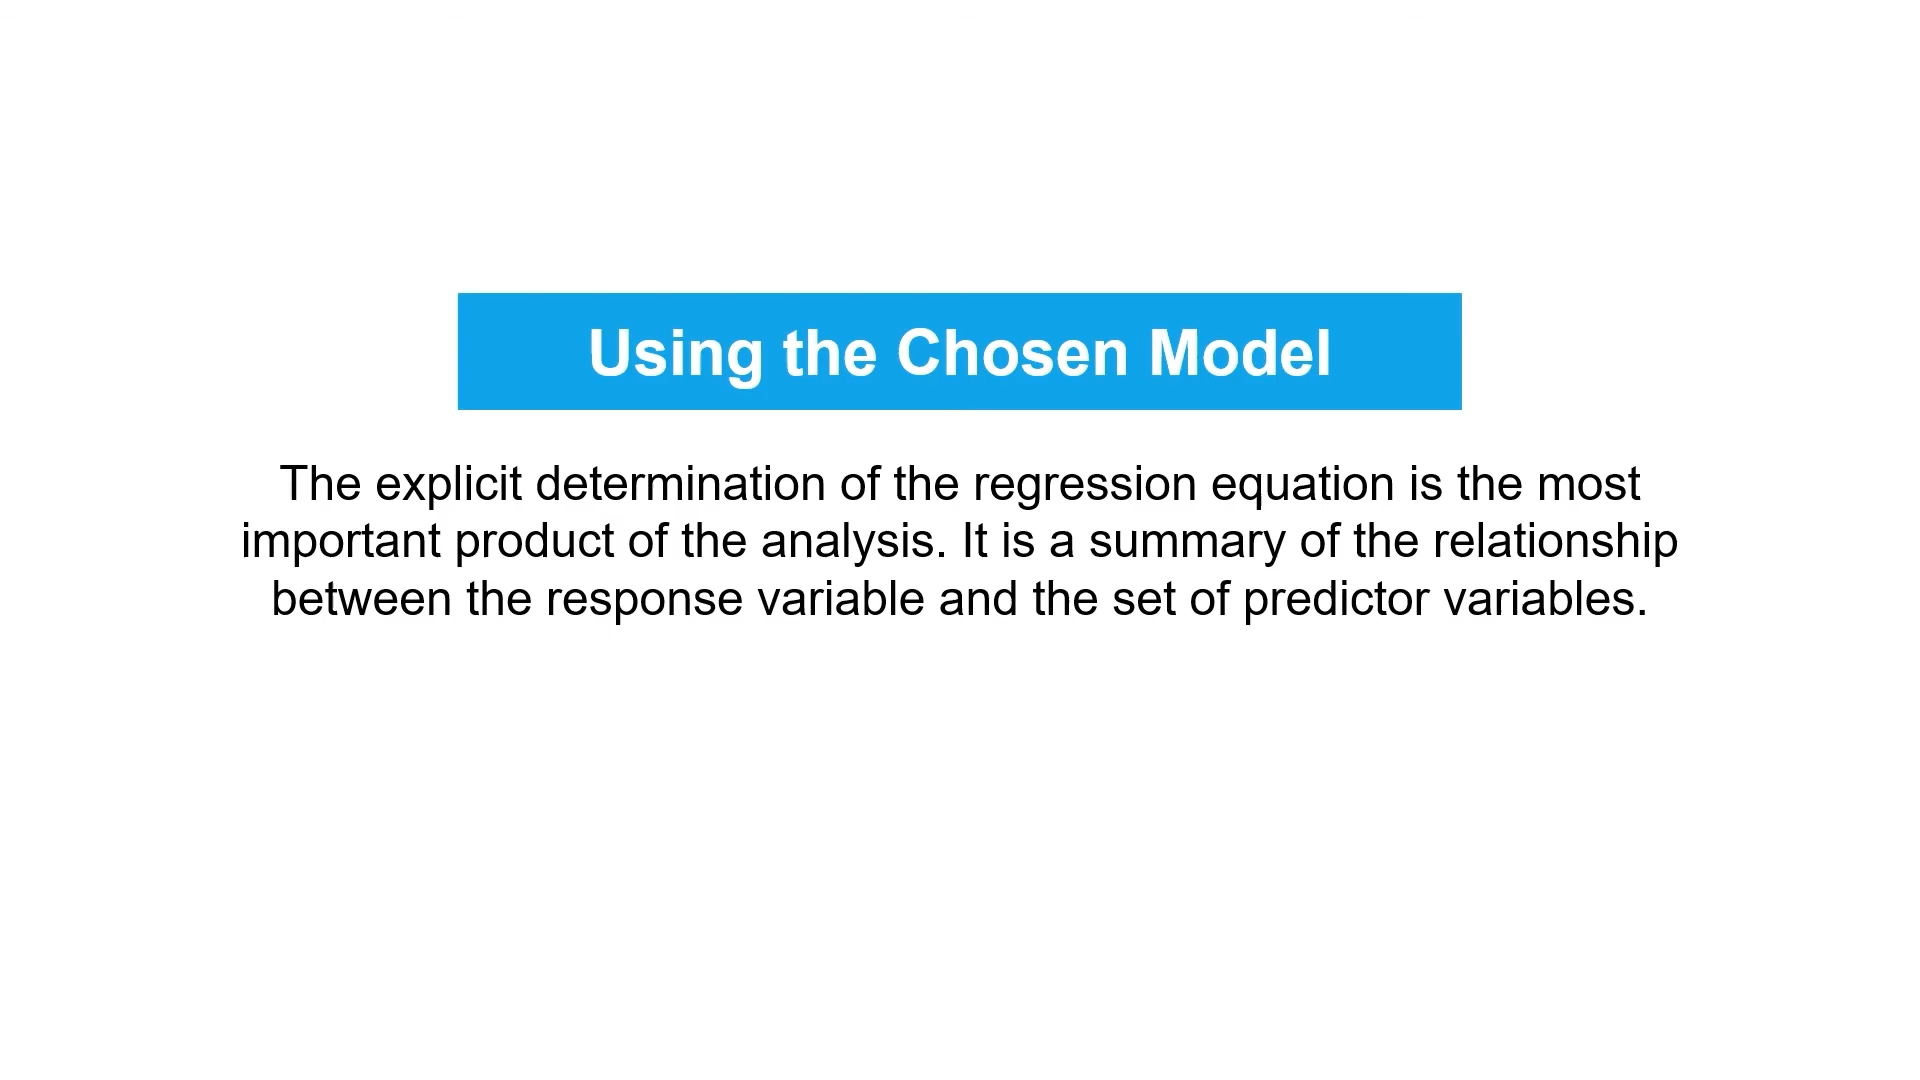 Using the Chosen Model
The explicit determination of the regression equation is the most
important product of the analysis. It is a summary of the relationship
between the response variable and the set of predictor variables.